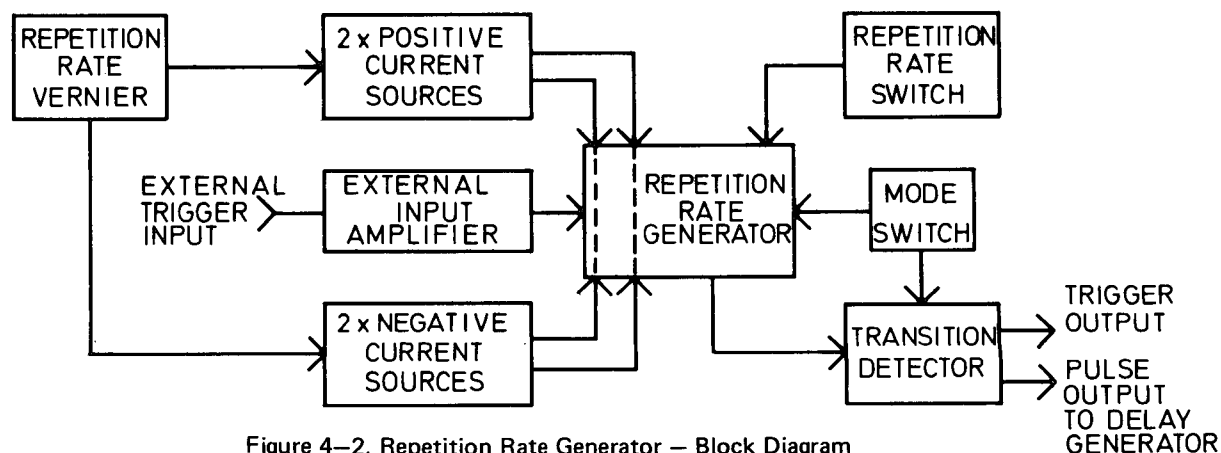 REPETITION
RATE
VERNIER
2 x POSITIVE
CURRENT
SOURCES
REPETITION
RATE
SWITCH
EXTERNAL
TRIGGER
INPUT
EXTERNAL
INPUT
AMPLIFIER
REPETITION
RATE
GENERATOR
MODE
SWITCH
2 x NEGATIVE
CURRENT
SOURCES
TRANSITION
DETECTOR
TRIGGER
OUTPUT
PULSE
OUTPUT
TO DELAY
GENERATOR
Figure 4–2. Repetition Rate Generator – Block Diagram